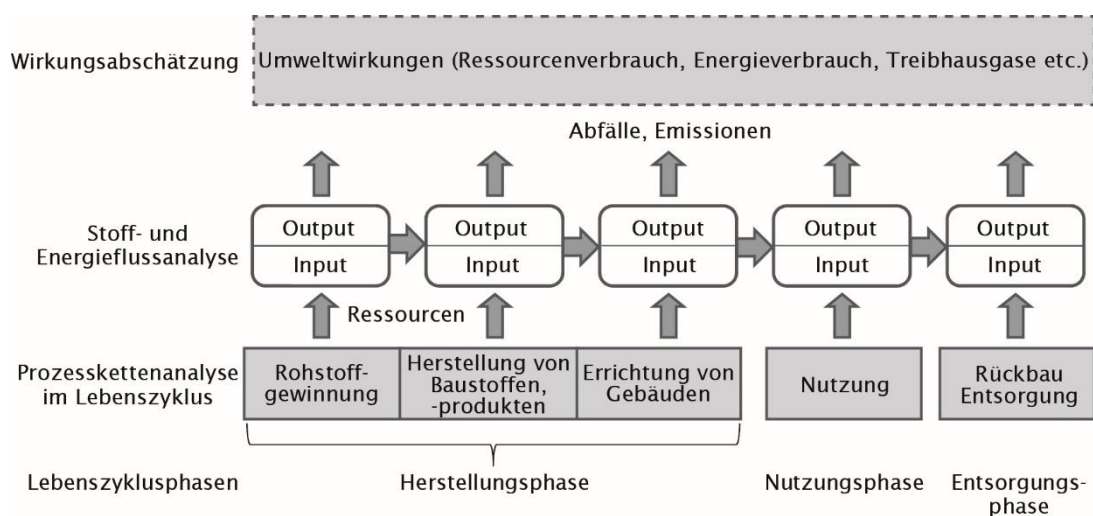 Wirkungsabschätzung
Umweltwirkungen (Ressourcenverbrauch, Energieverbrauch, Treibhausgase etc.)
Abfälle, Emissionen
Stoff- und
Energieflussanalyse
Output
Input
Output
Input
Output
Input
Output
Input
Output
Input
Ressourcen
Prozesskettenanalyse
im Lebenszyklus
Rohstoff-
gewinnung
Herstellung von
Baustoffen,
-produkten
Errichtung von
Gebäuden
Nutzung
Rückbau
Entsorgung
Lebenszyklusphasen
Herstellungsphase
Nutzungsphase
Entsorgungs-
phase